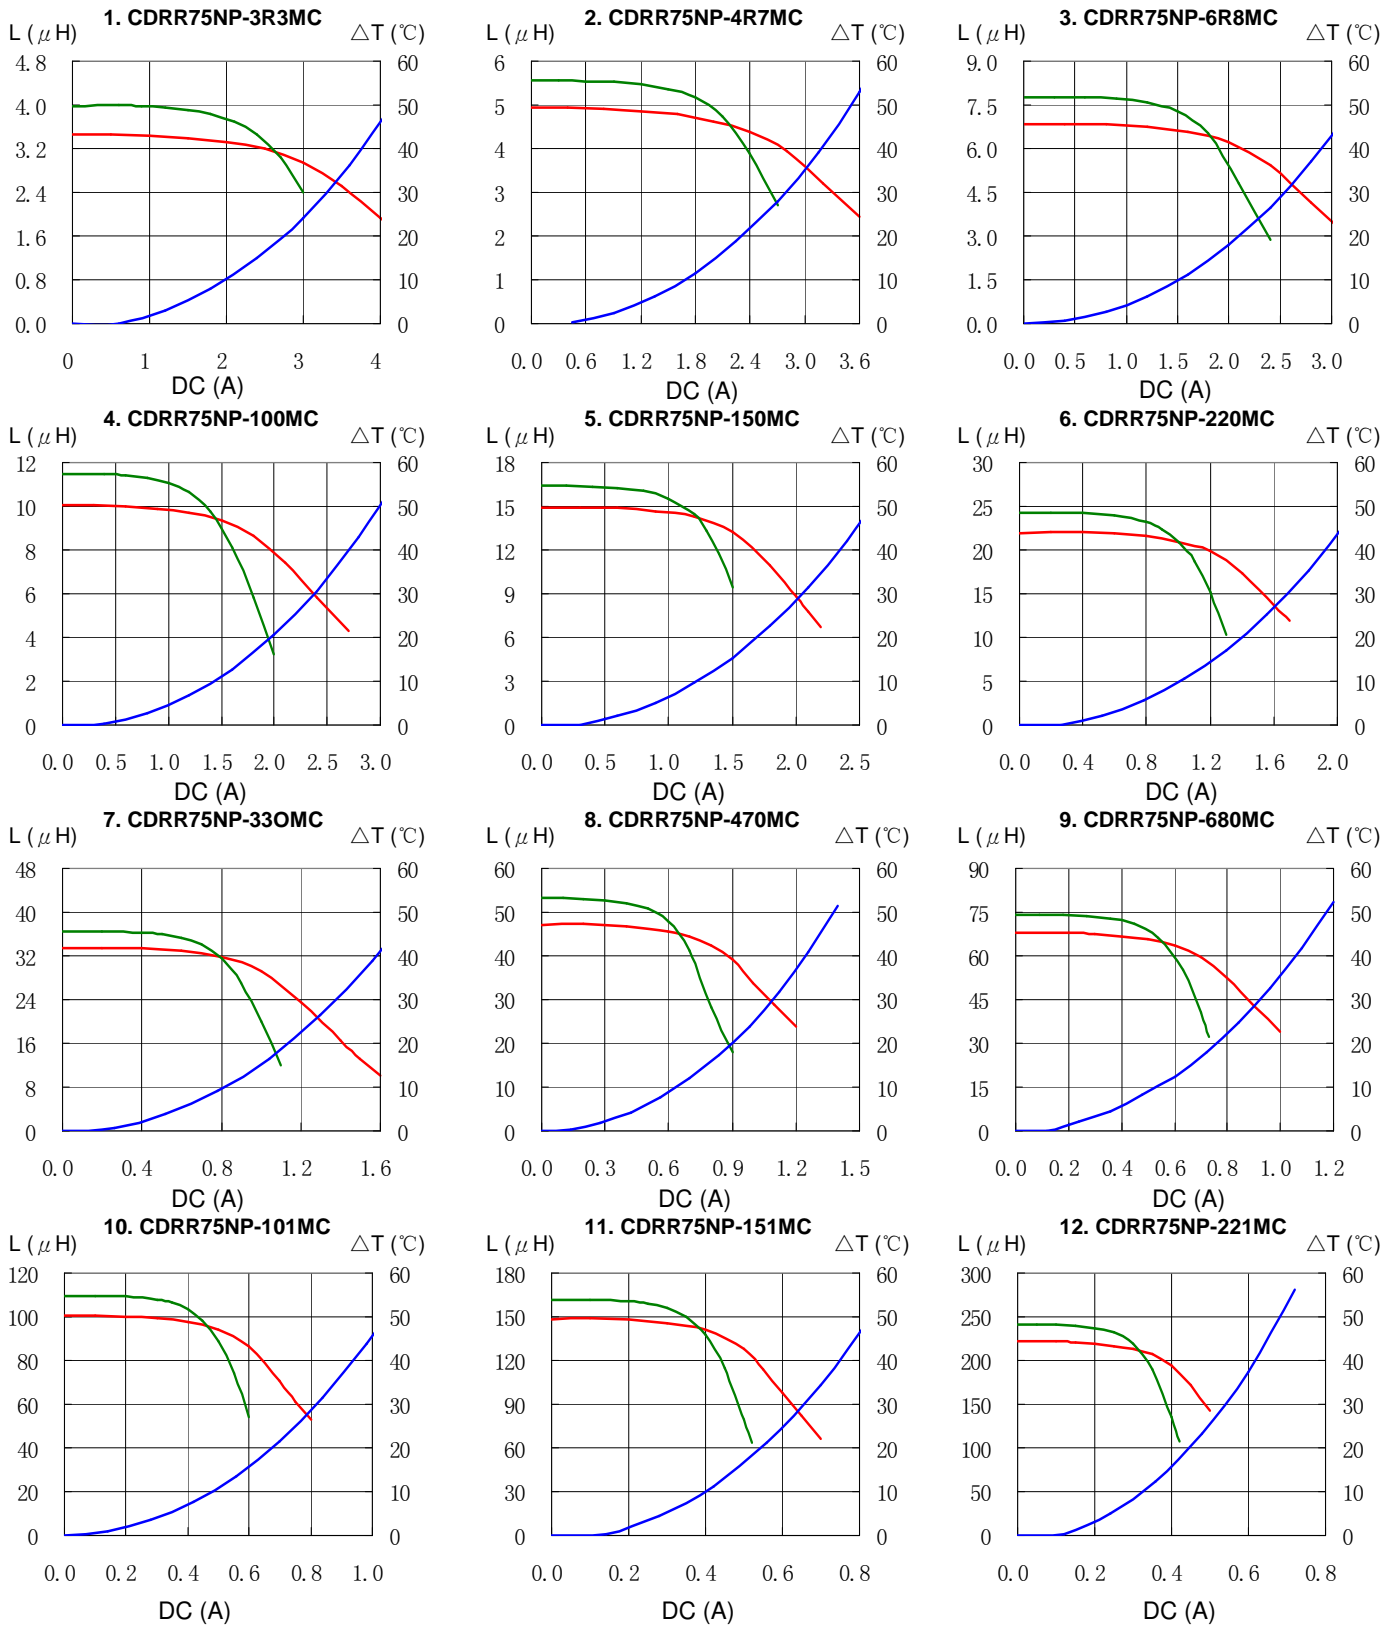 1. CDRR75NP-3R3MC
L ( μ H) △T (℃)
4.8 60
4.0 50
3.2 40
2.4 30
1.6 20
0.8 10
0.0 0
0 1 2 3 4
DC (A)
2. CDRR75NP-4R7MC
L ( μ H) △T (℃)
6 60
5 50
4 40
3 30
2 20
1 10
0 0
0.0 0.6 1.2 1.8 2.4 3.0 3.6
DC (A)
3. CDRR75NP-6R8MC
L ( μ H) △T (℃)
9.0 60
7.5 50
6.0 40
4.5 30
3.0 20
1.5 10
0.0 0
0.0 0.5 1.0 1.5 2.0 2.5 3.0
DC (A)
4. CDRR75NP-100MC
L ( μ H) △T (℃)
12 60
10 50
8 40
6 30
4 20
2 10
0 0
0.0 0.5 1.0 1.5 2.0 2.5 3.0
DC (A)
5. CDRR75NP-150MC
L ( μ H) △T (℃)
18 60
15 50
12 40
9 30
6 20
3 10
0 0
0.0 0.5 1.0 1.5 2.0 2.5
DC (A)
6. CDRR75NP-220MC
L ( μ H) △T (℃)
30 60
25 50
20 40
15 30
10 20
5 10
0 0
0.0 0.4 0.8 1.2 1.6 2.0
DC (A)
7. CDRR75NP-33OMC
L ( μ H) △T (℃)
48 60
40 50
32 40
24 30
16 20
8 10
0 0
0.0 0.4 0.8 1.2 1.6
DC (A)
8. CDRR75NP-470MC
L ( μ H) △T (℃)
60 60
50 50
40 40
30 30
20 20
10 10
0 0
0.0 0.3 0.6 0.9 1.2 1.5
DC (A)
9. CDRR75NP-680MC
L ( μ H) △T (℃)
90 60
75 50
60 40
45 30
30 20
15 10
0 0
0.0 0.2 0.4 0.6 0.8 1.0 1.2
DC (A)
10. CDRR75NP-101MC
L ( μ H) △T (℃)
120 60
100 50
80 40
60 30
40 20
20 10
0 0
0.0 0.2 0.4 0.6 0.8 1.0
DC (A)
11. CDRR75NP-151MC
L ( μ H) △T (℃)
180 60
150 50
120 40
90 30
60 20
30 10
0 0
0.0 0.2 0.4 0.6 0.8
DC (A)
12. CDRR75NP-221MC
L ( μ H) △T (℃)
300 60
250 50
200 40
150 30
100 20
50 10
0 0
0.0 0.2 0.4 0.6 0.8
DC (A)